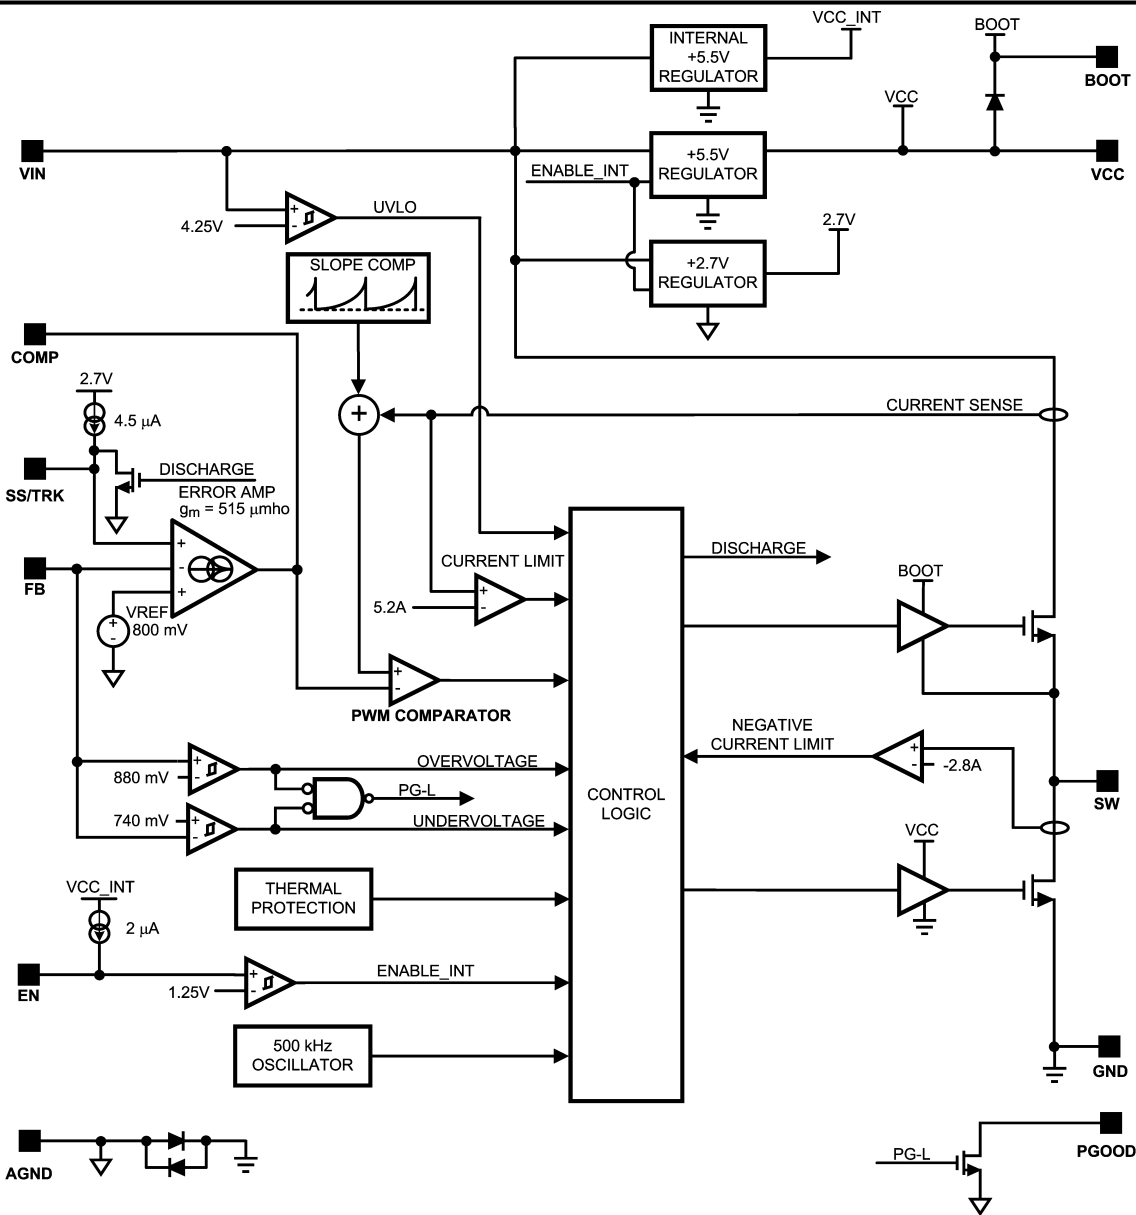 INTERNAL
+5.5V
REGULATOR
VCC_INT
BOOT
BOOT
VCC
VIN
+5.5V
REGULATOR
ENABLE_INT
VCC
UVLO
+
-
4.25V
2.7V
+2.7V
REGULATOR
SLOPE COMP
COMP
2.7V
4.5 µA
+
CURRENT SENSE
SS/TRK
DISCHARGE
ERROR AMP
gm = 515 µmho
+
-
+
FB
VREF
800 mV
+
-
CURRENT LIMIT
5.2A
+
-
DISCHARGE
BOOT
+
-
PWM COMPARATOR
NEGATIVE
CURRENT LIMIT
+
-
-2.8A
SW
OVERVOLTAGE
+
-
880 mV
PG-L
CONTROL
LOGIC
740 mV
+
-
UNDERVOLTAGE
VCC
THERMAL
PROTECTION
VCC_INT
2 µA
EN
+
-
1.25V
ENABLE_INT
500 kHz
OSCILLATOR
GND
AGND
PG-L
PGOOD